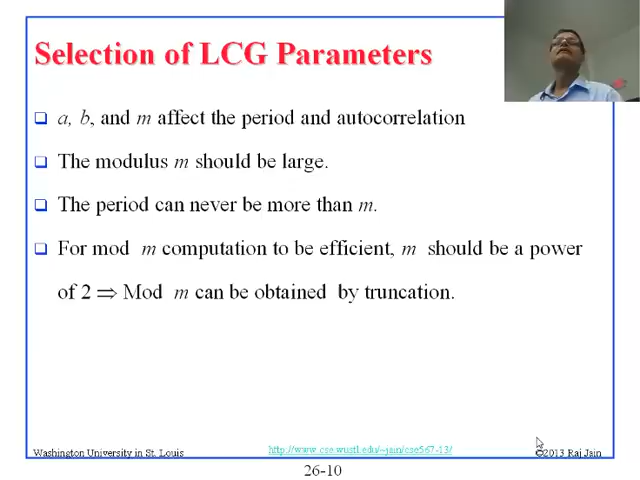 Selection of LCG Parameters
❑ a, b, and m affect the period and autocorrelation
❑ The modulus m should be large.
❑ The period can never be more than m.
❑ For mod m computation to be efficient, m should be a power
of 2 ⇒ Mod m can be obtained by truncation.
Washington University in St. Louis
http://www.cse.wustl.edu/~jain/cse567-13/
©2013 Raj Jain
26-10